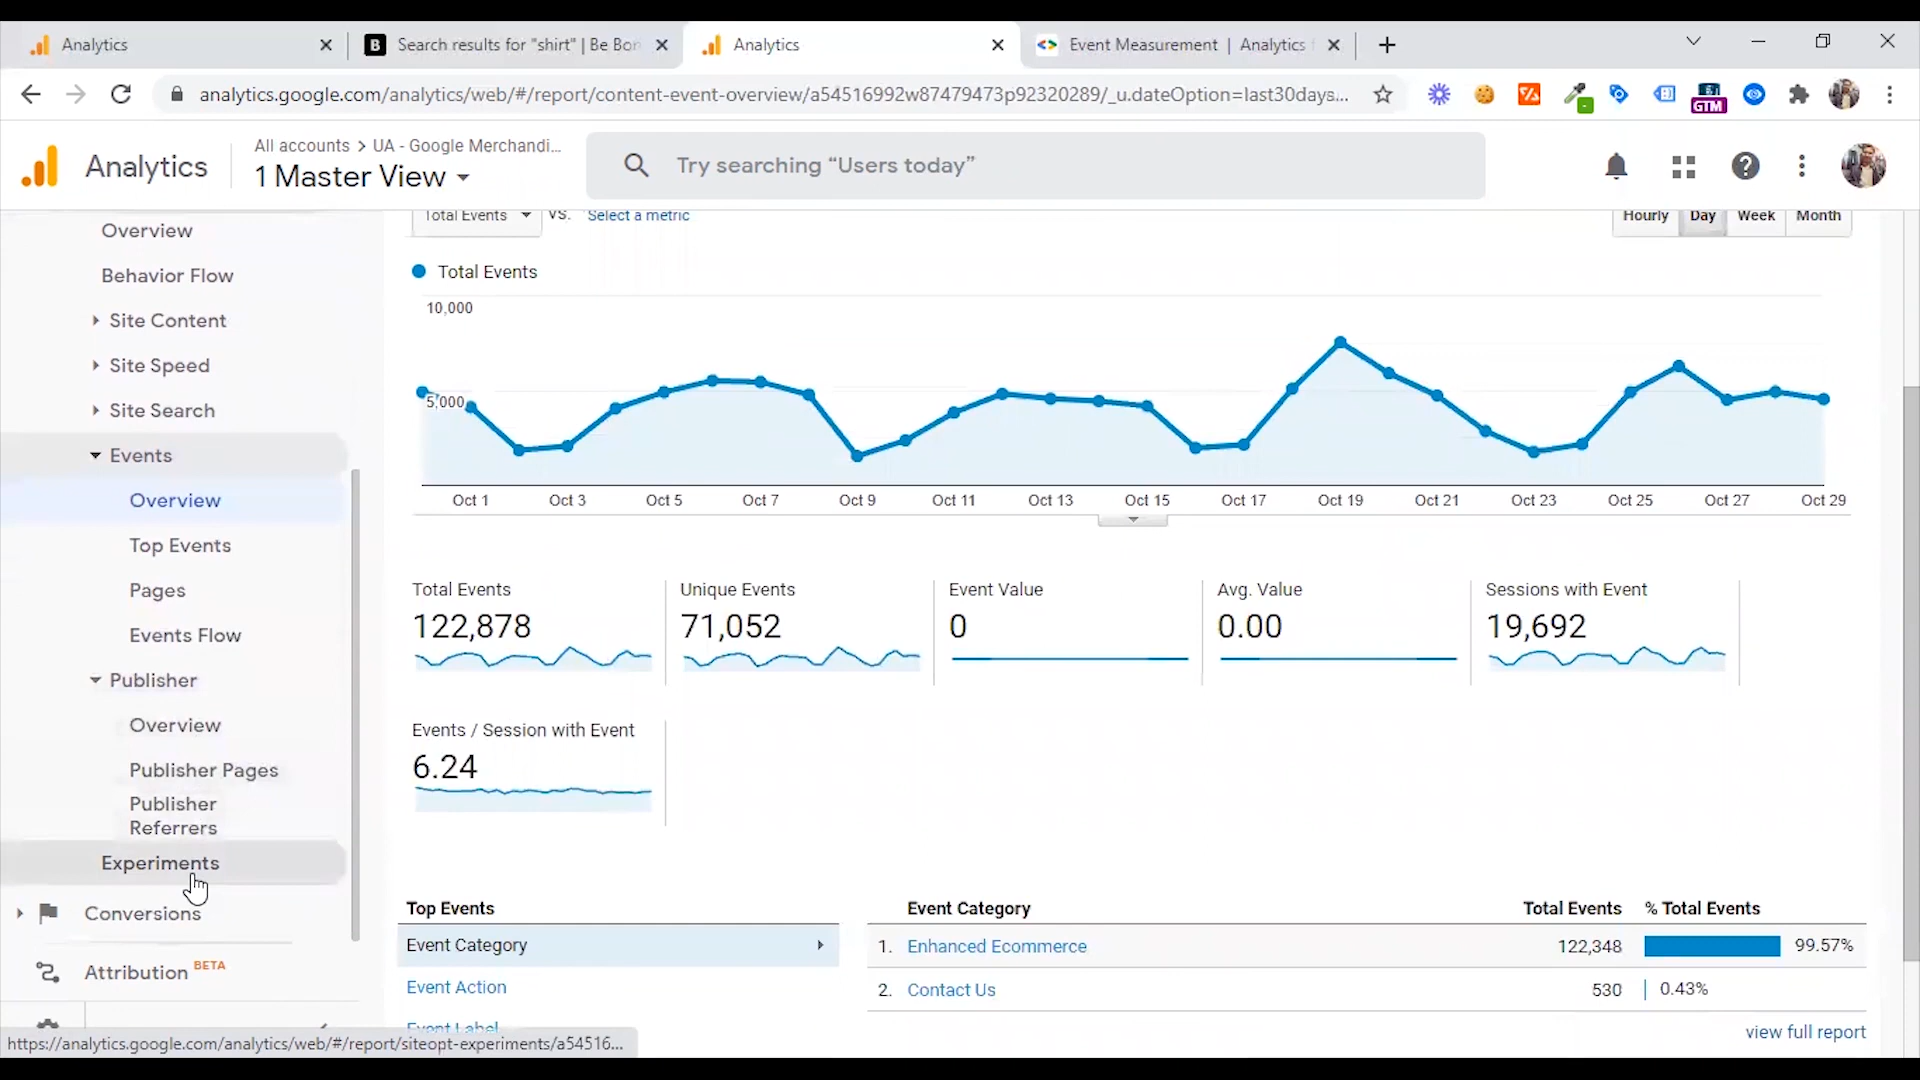 Analytics
Search results for "shirt" | Be Bon
Analytics
Event Measurement | Analytics
analytics.google.com/analytics/web/#/report/content-event-overview/a54516992w87479473p92320289/_u.dateOption=last30days...
GTM
Analytics
All accounts > UA - Google Merchandi...
1 Master View
Try searching “Users today”
Overview
Behavior Flow
Site Content
Site Speed
Site Search
Events
Overview
Top Events
Pages
Events Flow
Publisher
Overview
Publisher Pages
Publisher
Referrers
Experiments
Conversions
Attribution BETA
https://analytics.google.com/analytics/web/#/report/siteopt-experiments/a54516...
Total Events VS. Select a metric
Hourly Day Week Month
Total Events
10,000
5,000
Oct 1 Oct 3 Oct 5 Oct 7 Oct 9 Oct 11 Oct 13 Oct 15 Oct 17 Oct 19 Oct 21 Oct 23 Oct 25 Oct 27 Oct 29
Total Events Unique Events Event Value Avg. Value Sessions with Event
122,878 71,052 0 0.00 19,692
Events / Session with Event
6.24
Top Events
Event Category
Event Action
Event Label
Event Category Total Events % Total Events
1. Enhanced Ecommerce 122,348 99.57%
2. Contact Us 530 0.43%
view full report